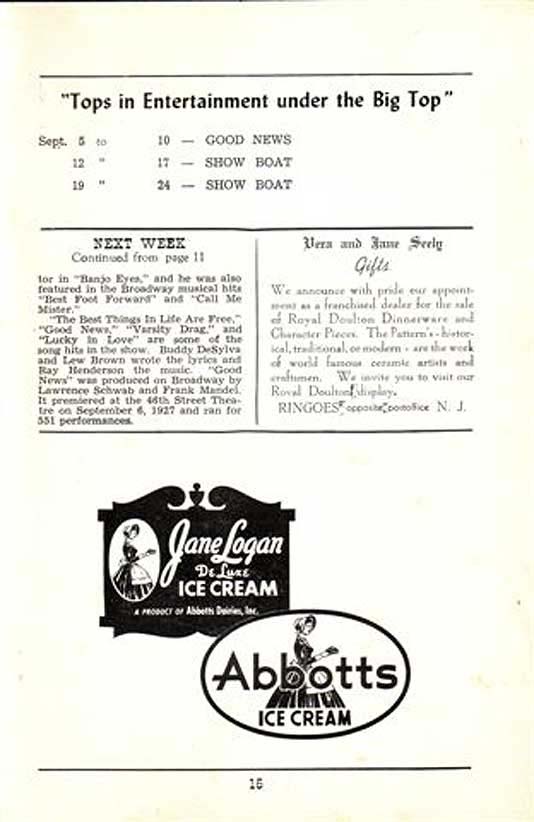 "Tops in Entertainment under the Big Top"
Sept. 5 to 10 — GOOD NEWS
12 " 17 — SHOW BOAT
19 " 24 — SHOW BOAT
NEXT WEEK
Continued from page 11
tor in "Banjo Eyes," and he was also
featured in the Broadway musical hits
"Best Foot Forward" and "Call Me
Mister."
"The Best Things In Life Are Free,"
"Good News," "Varsity Drag," and
"Lucky in Love" are some of the
song hits in the show. Buddy DeSylva
and Lew Brown wrote the lyrics and
Ray Henderson the music. "Good
News" was produced on Broadway by
Lawrence Schwab and Frank Mandel.
It premiered at the 46th Street Thea-
tre on September 6, 1927 and ran for
551 performances.
Vera and Jane Seely
Gifts
We announce with pride our appoint-
ment as a franchised dealer for the sale
of Royal Doulton Dinnerware and
Character Pieces. The Pattern's - histor-
ical, traditional, or modern - are the work
of world famous ceramic artists and
craftsmen. We invite you to visit our
Royal Doulton display.
RINGOES opposite postoffice N. J.
Jane Logan
De Luxe
ICE CREAM
A PRODUCT OF Abbotts Dairies, Inc.
Abbotts
ICE CREAM